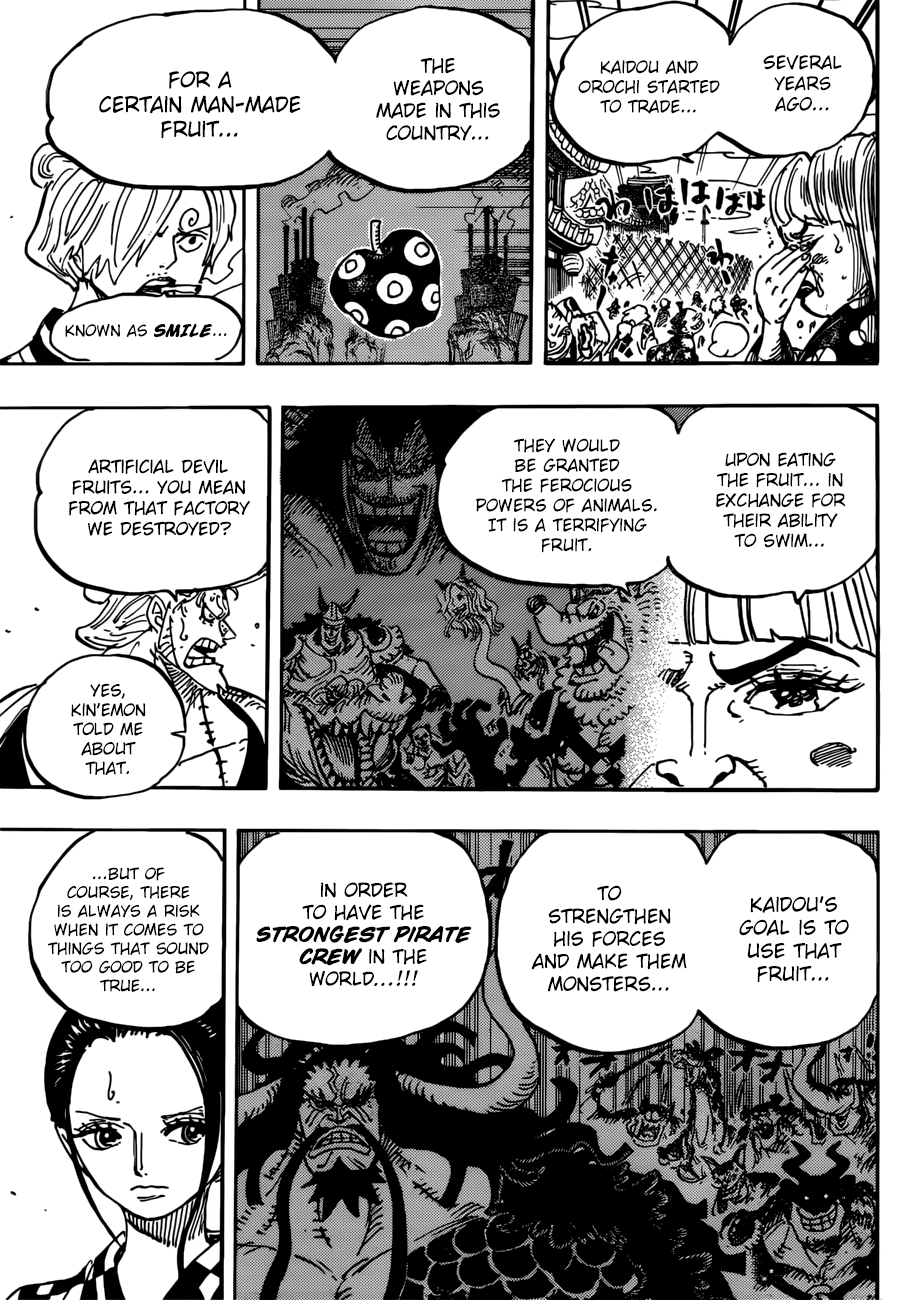 SEVERAL
YEARS
AGO...
KAIDOU AND
OROCHI STARTED
TO TRADE...
わはははは
THE
WEAPONS
MADE IN THIS
COUNTRY...
FOR A
CERTAIN MAN-MADE
FRUIT...
KNOWN AS SMILE...
UPON EATING
THE FRUIT... IN
EXCHANGE FOR
THEIR ABILITY
TO SWIM...
THEY WOULD
BE GRANTED
THE FEROCIOUS
POWERS OF ANIMALS.
IT IS A TERRIFYING
FRUIT.
ARTIFICIAL DEVIL
FRUITS... YOU MEAN
FROM THAT FACTORY
WE DESTROYED?
YES,
KIN'EMON
TOLD ME
ABOUT
THAT.
KAIDOU'S
GOAL IS TO
USE THAT
FRUIT...
TO
STRENGTHEN
HIS FORCES
AND MAKE THEM
MONSTERS...
IN ORDER
TO HAVE THE
STRONGEST PIRATE
CREW IN THE
WORLD...!!!
...BUT OF
COURSE, THERE
IS ALWAYS A RISK
WHEN IT COMES TO
THINGS THAT SOUND
TOO GOOD TO BE
TRUE...